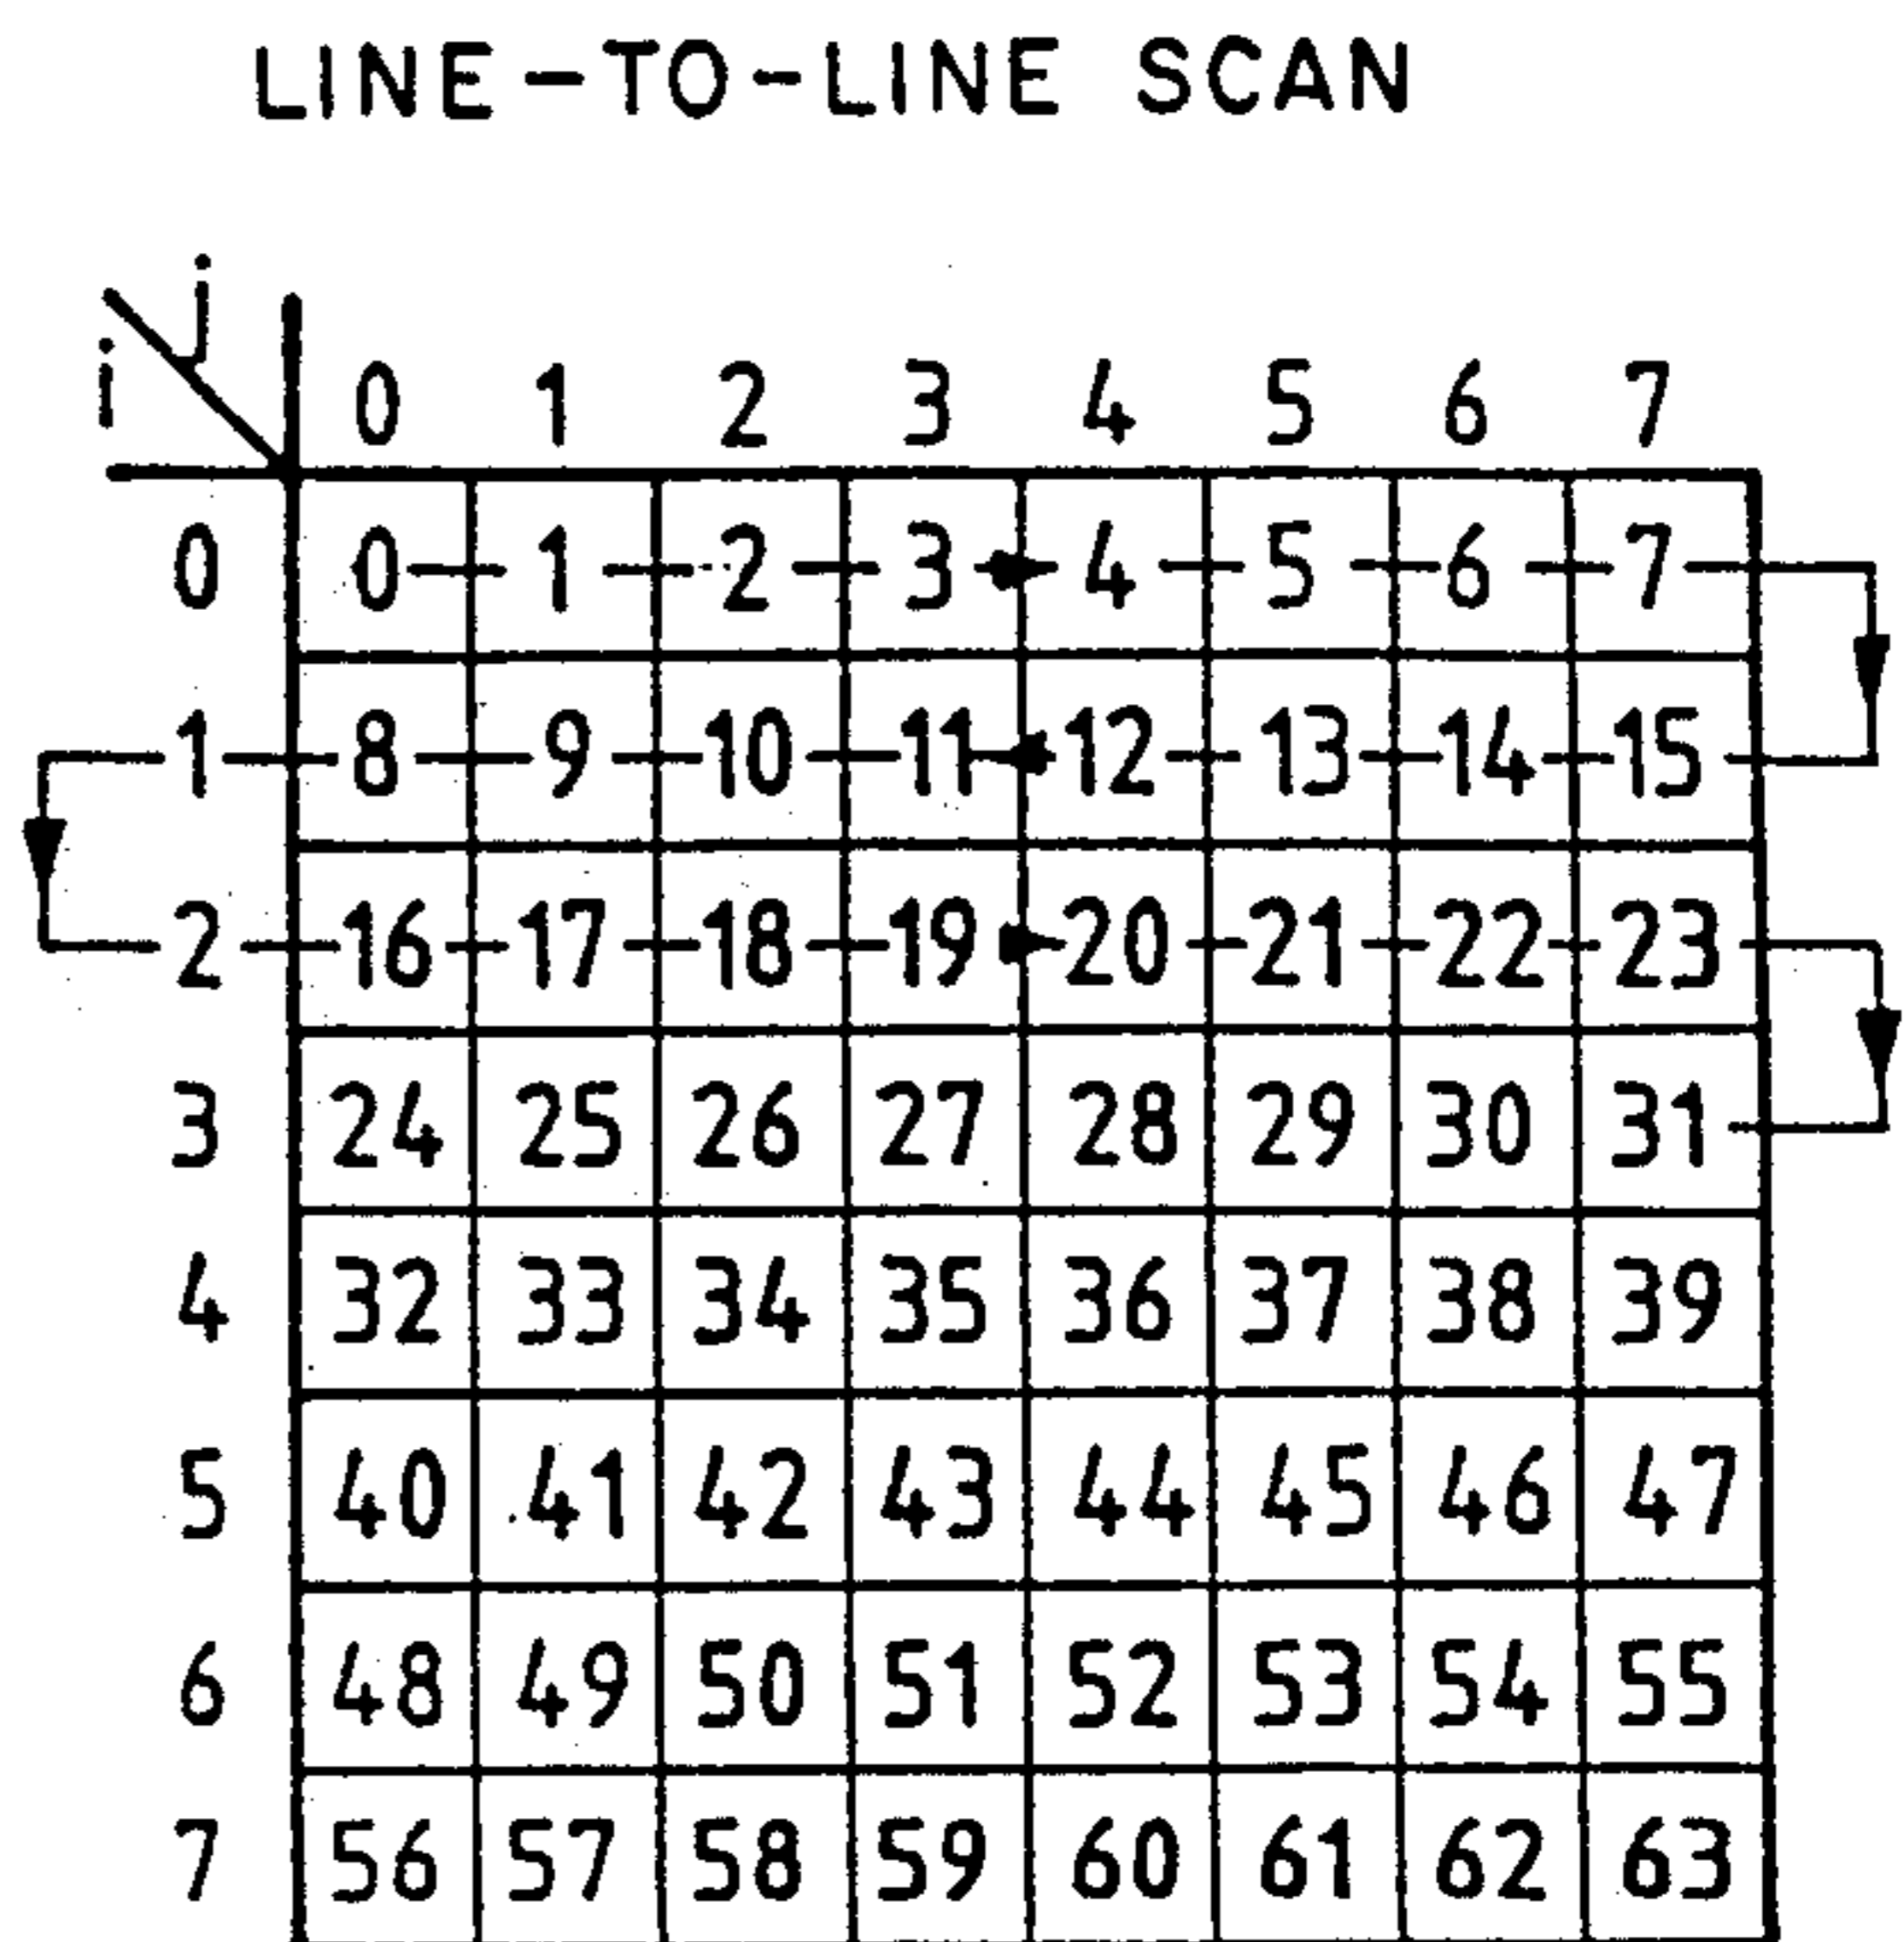 LINE-TO-LINE SCAN
j
i
0 1 2 3 4 5 6 7
0 0 1 2 3 4 5 6 7
1 8 9 10 11 12 13 14 15
2 16 17 18 19 20 21 22 23
3 24 25 26 27 28 29 30 31
4 32 33 34 35 36 37 38 39
5 40 41 42 43 44 45 46 47
6 48 49 50 51 52 53 54 55
7 56 57 58 59 60 61 62 63